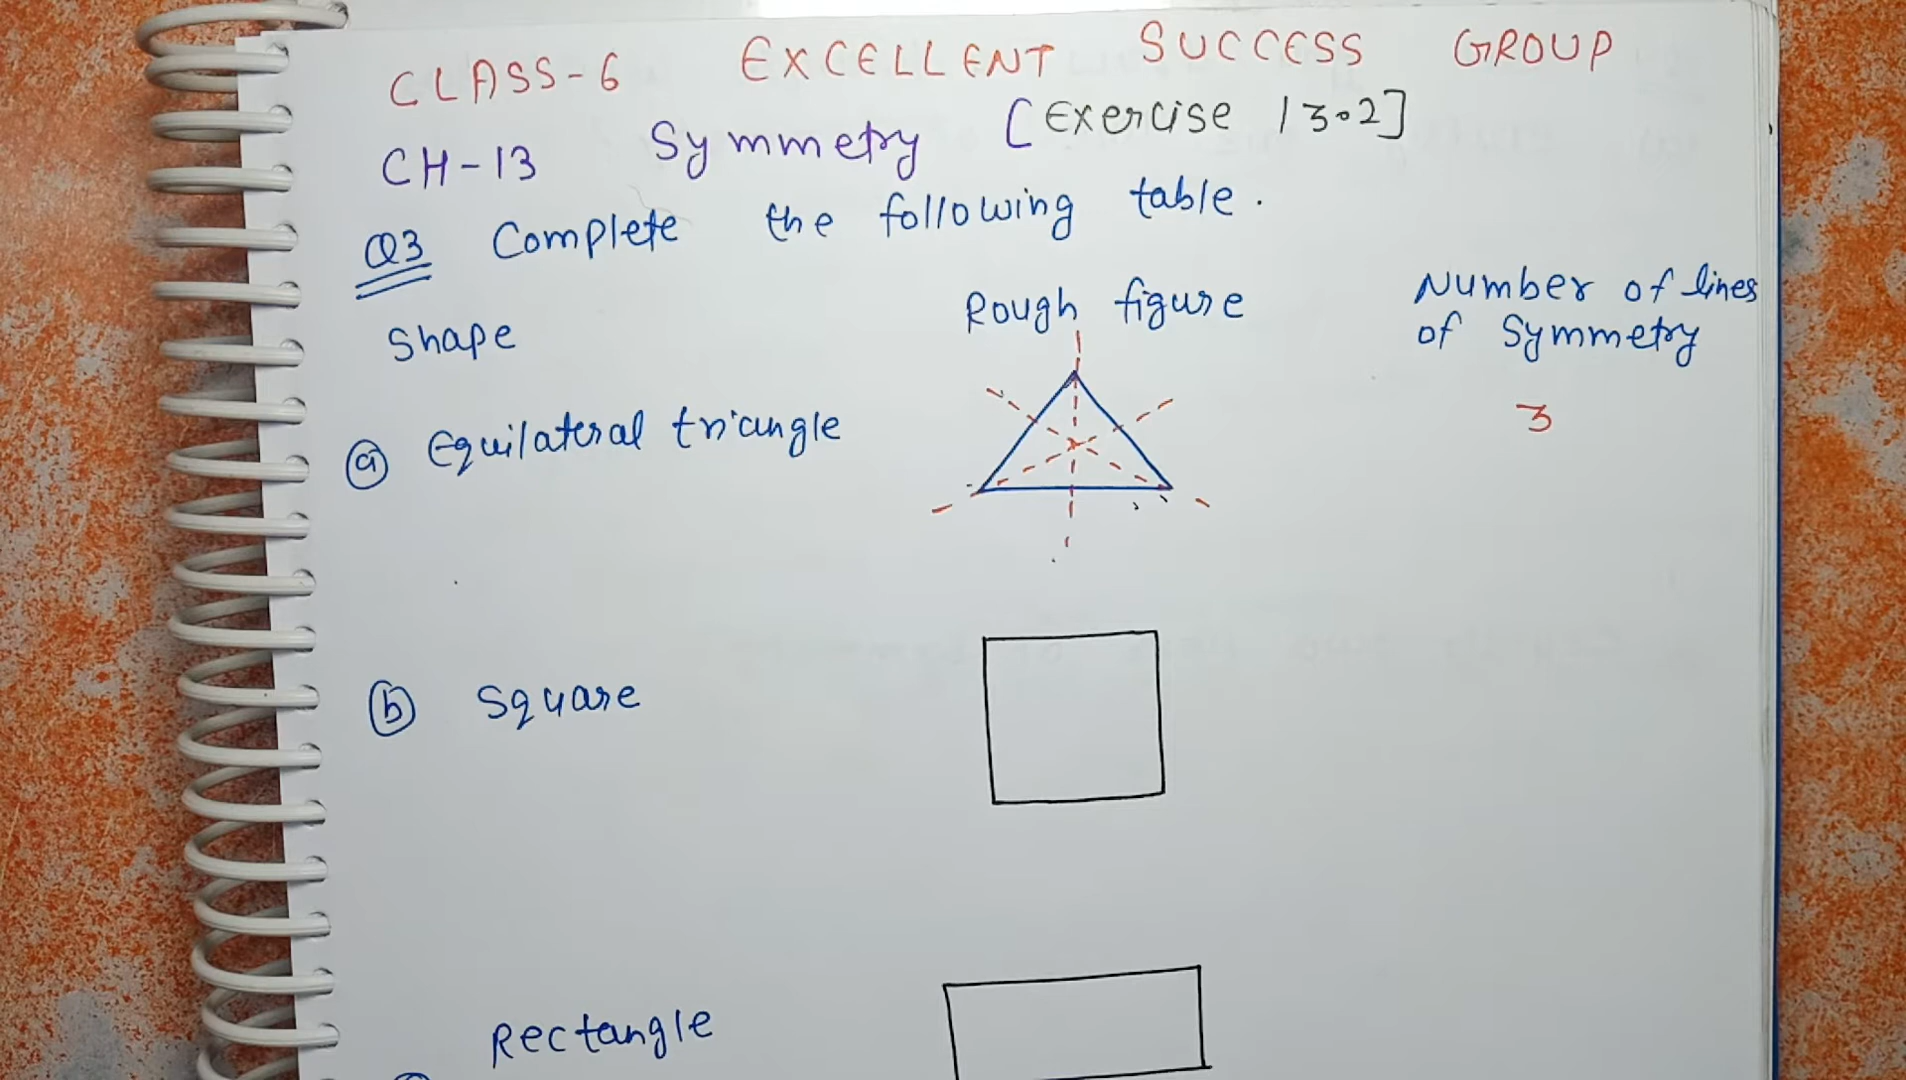 CLASS-6 EXCELLENT SUCCESS GROUP
CH-13 Symmetry [Exercise 13.2]
Q3 Complete the following table.
Shape Rough figure Number of lines of Symmetry
(a) Equilateral triangle 3
(b) Square
Rectangle